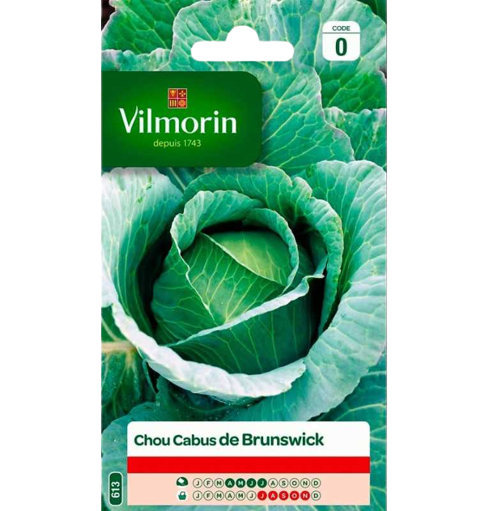 CODE
0
Vilmorin
depuis 1743
Chou Cabus de Brunswick
J F M A M J J A S O N D
J F M A M J J A S O N D
613